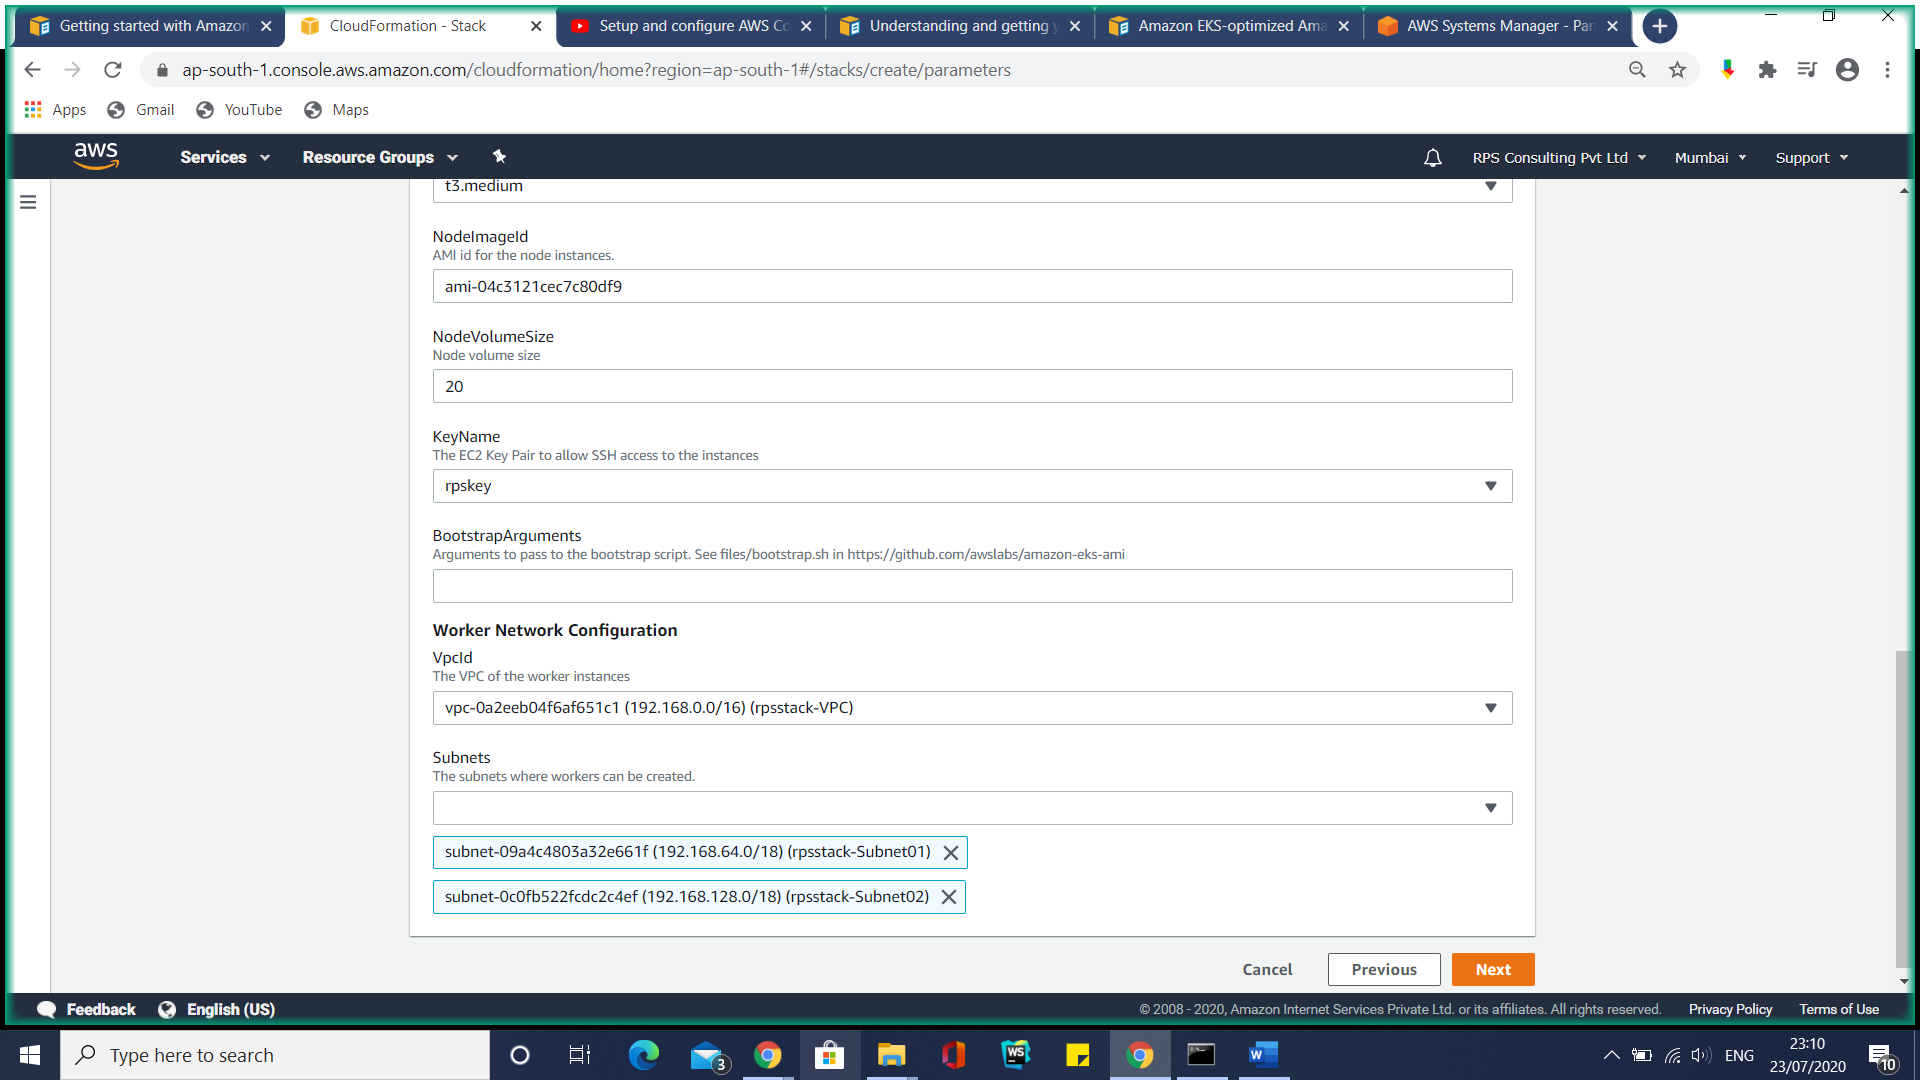 Getting started with Amazon
CloudFormation - Stack
Setup and configure AWS Co
Understanding and getting y
Amazon EKS-optimized Ama
AWS Systems Manager - Par
ap-south-1.console.aws.amazon.com/cloudformation/home?region=ap-south-1#/stacks/create/parameters
Apps
Gmail
YouTube
Maps
aws
Services
Resource Groups
RPS Consulting Pvt Ltd
Mumbai
Support
t3.medium
NodeImageId
AMI id for the node instances.
ami-04c3121cec7c80df9
NodeVolumeSize
Node volume size
20
KeyName
The EC2 Key Pair to allow SSH access to the instances
rpskey
BootstrapArguments
Arguments to pass to the bootstrap script. See files/bootstrap.sh in https://github.com/awslabs/amazon-eks-ami
Worker Network Configuration
VpcId
The VPC of the worker instances
vpc-0a2eeb04f6af651c1 (192.168.0.0/16) (rpsstack-VPC)
Subnets
The subnets where workers can be created.
subnet-09a4c4803a32e661f (192.168.64.0/18) (rpsstack-Subnet01)
subnet-0c0fb522fcdc2c4ef (192.168.128.0/18) (rpsstack-Subnet02)
Cancel
Previous
Next
Feedback
English (US)
© 2008 - 2020, Amazon Internet Services Private Ltd. or its affiliates. All rights reserved.
Privacy Policy
Terms of Use
Type here to search
3
WS
W
ENG
23:10
23/07/2020
10